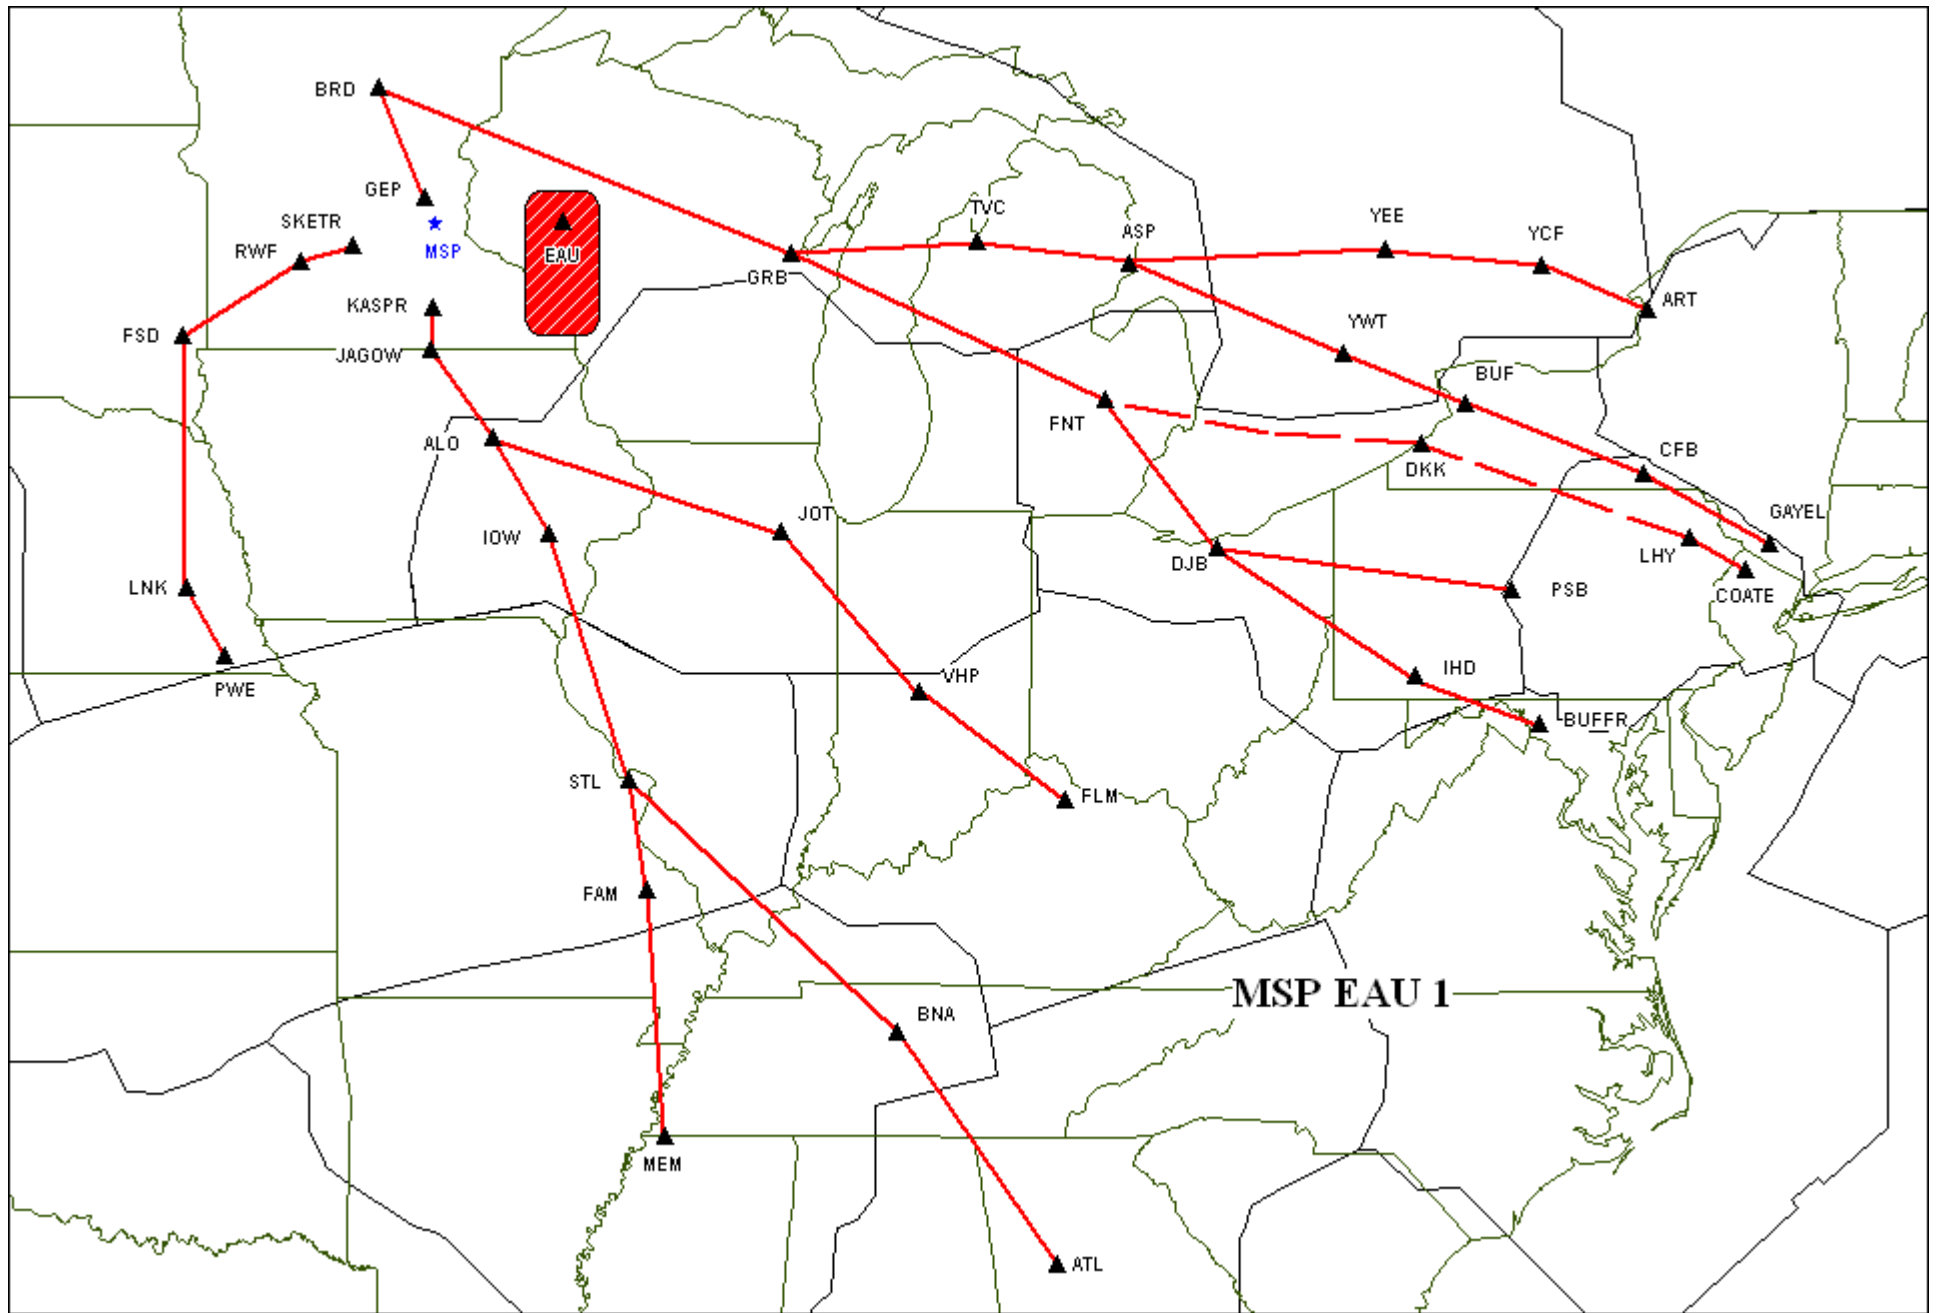 BRD
GEP
SKETR
RWF
MSP
EAU
KASPR
FSD
JAGOW
TVC
ASP
YEE
YCF
GRB
ART
YWT
BUF
FNT
ALO
DKK
CFB
JOT
GAYEL
IOW
DJB
LHY
LNK
PSB
COATE
PWE
VHP
IHD
BUFFR
STL
FLM
FAM
MSP EAU 1
BNA
MEM
ATL